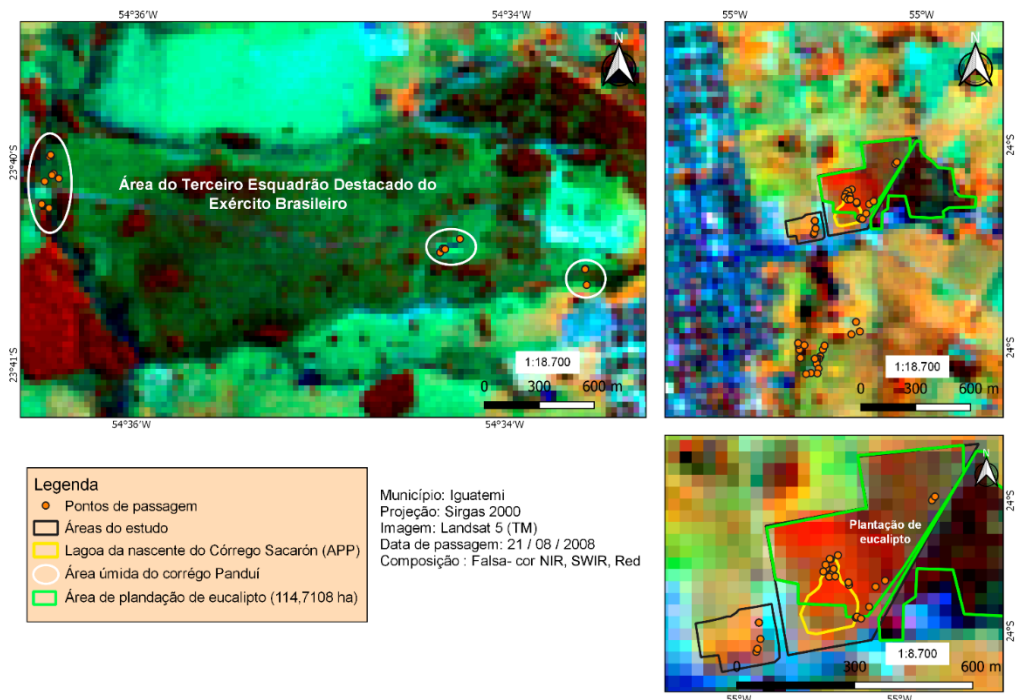 54°36'W
54°34'W
N
23°40'S
23°41'S
Área do Terceiro Esquadrão Destacado do
Exército Brasileiro
1:18.700
0 300 600 m
54°36'W
54°34'W
55°W
55°W
N
24°S
24°S
1:18.700
0 300 600 m
Legenda
Pontos de passagem
Áreas do estudo
Lagoa da nascente do Córrego Sacarón (APP)
Área úmida do corrégo Panduí
Área de plandação de eucalipto (114,7108 ha)
Município: Iguatemi
Projeção: Sirgas 2000
Imagem: Landsat 5 (TM)
Data de passagem: 21 / 08 / 2008
Composição : Falsa- cor NIR, SWIR, Red
N
Plantação de
eucalipto
24°S
24°S
1:8.700
0 300 600 m
55°W
55°W